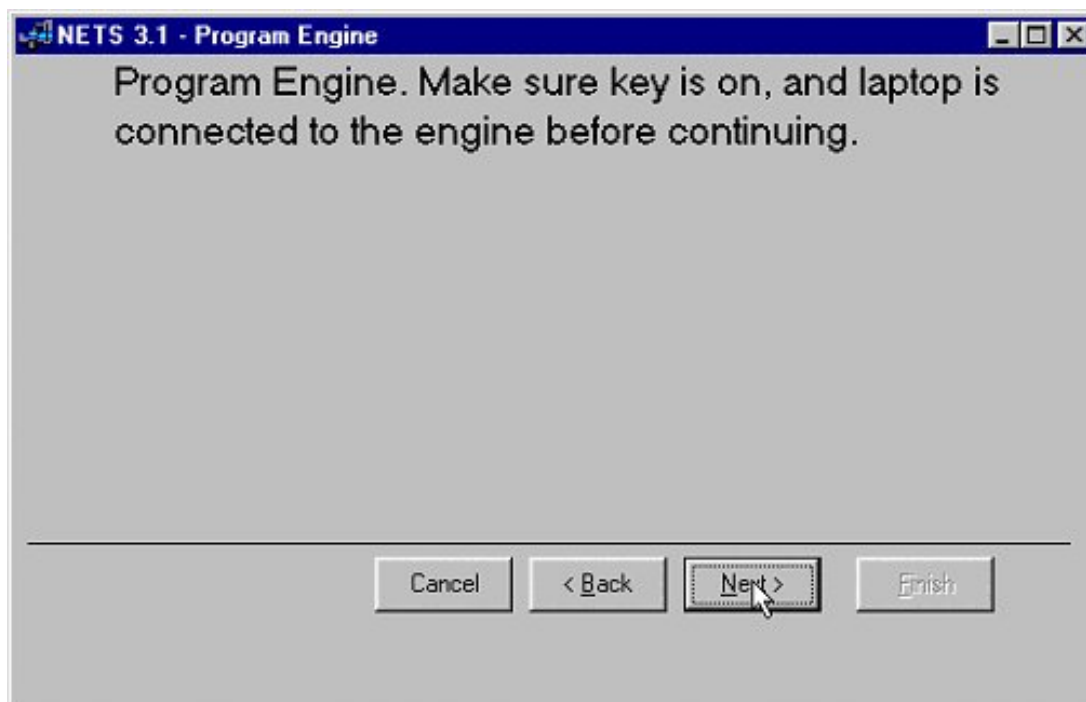 NETS 3.1 - Program Engine
Program Engine. Make sure key is on, and laptop is
connected to the engine before continuing.
Cancel < Back Next > Finish